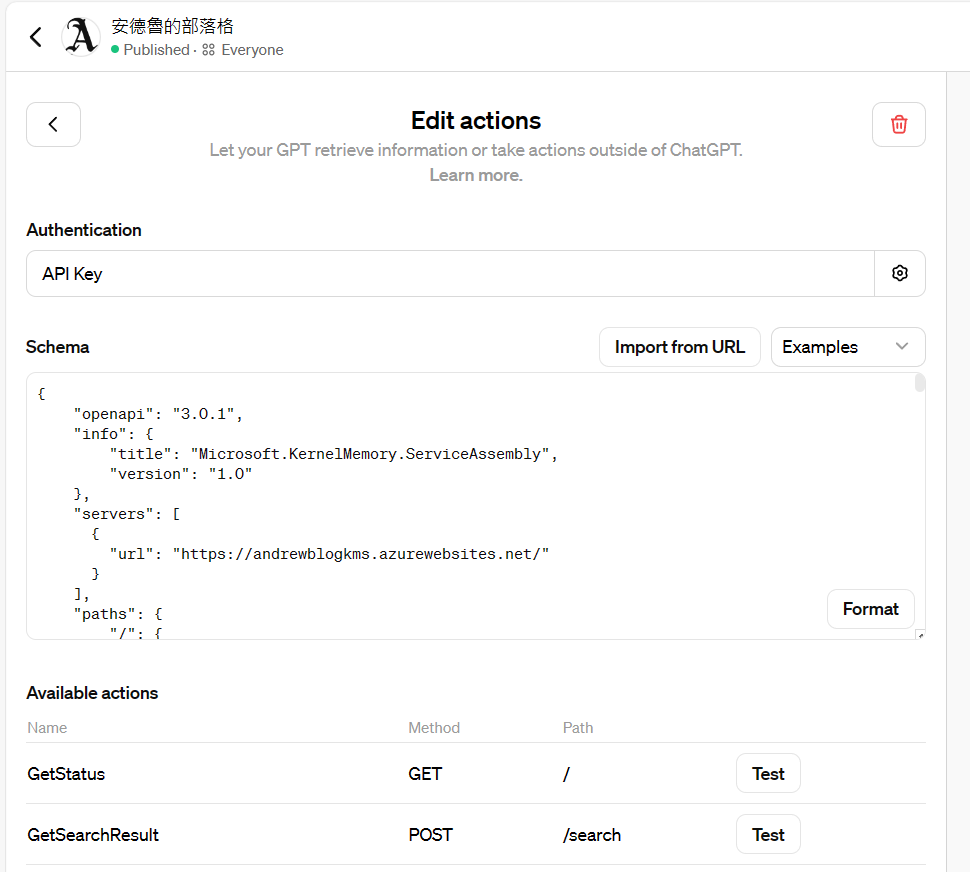 安德魯的部落格
Published · Everyone
Edit actions
Let your GPT retrieve information or take actions outside of ChatGPT.
Learn more.
Authentication
API Key
Schema
Import from URL
Examples
{
    "openapi": "3.0.1",
    "info": {
        "title": "Microsoft.KernelMemory.ServiceAssembly",
        "version": "1.0"
    },
    "servers": [
      {
        "url": "https://andrewblogkms.azurewebsites.net/"
      }
    ],
    "paths": {
        "/": {
Format
Available actions
Name Method Path
GetStatus GET / Test
GetSearchResult POST /search Test